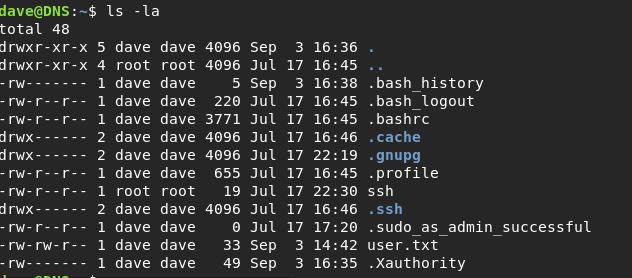 dave@DNS:~$ ls -la
total 48
drwxr-xr-x 5 dave dave 4096 Sep  3 16:36 .
drwxr-xr-x 4 root root 4096 Jul 17 16:45 ..
-rw------- 1 dave dave    5 Sep  3 16:38 .bash_history
-rw-r--r-- 1 dave dave  220 Jul 17 16:45 .bash_logout
-rw-r--r-- 1 dave dave 3771 Jul 17 16:45 .bashrc
drwx------ 2 dave dave 4096 Jul 17 16:46 .cache
drwx------ 2 dave dave 4096 Jul 17 22:19 .gnupg
-rw-r--r-- 1 dave dave  655 Jul 17 16:45 .profile
-rw-r--r-- 1 root root   19 Jul 17 22:30 ssh
drwx------ 2 dave dave 4096 Jul 17 16:46 .ssh
-rw-r--r-- 1 dave dave    0 Jul 17 17:20 .sudo_as_admin_successful
-rw-rw-r-- 1 dave dave   33 Sep  3 14:42 user.txt
-rw------- 1 dave dave   49 Sep  3 16:35 .Xauthority